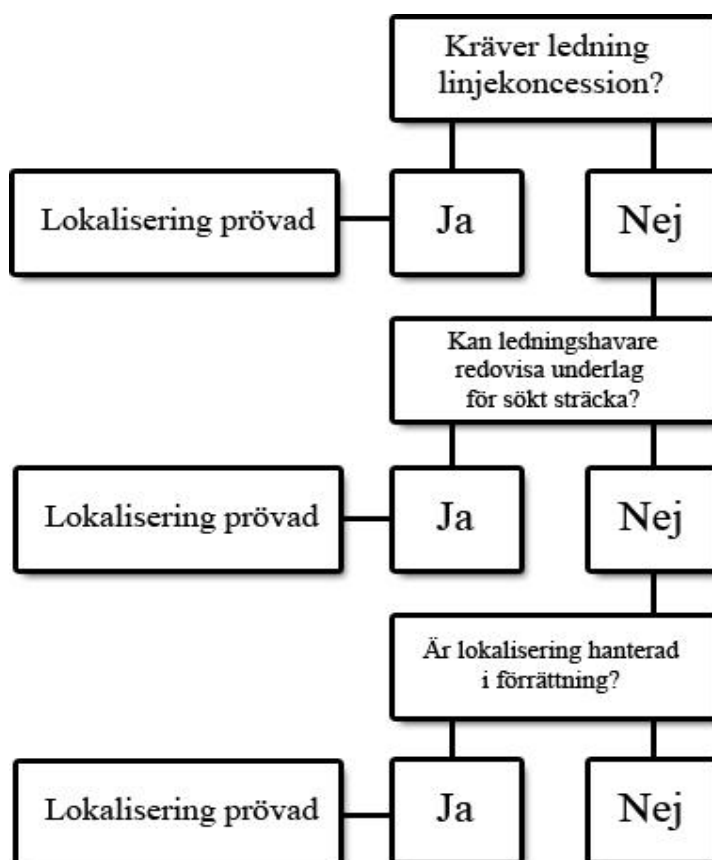 Kräver ledning
linjekoncession?
Lokalisering prövad
Ja
Nej
Kan ledningshavare
redovisa underlag
för sökt sträcka?
Lokalisering prövad
Ja
Nej
Är lokalisering hanterad
i förrättning?
Lokalisering prövad
Ja
Nej